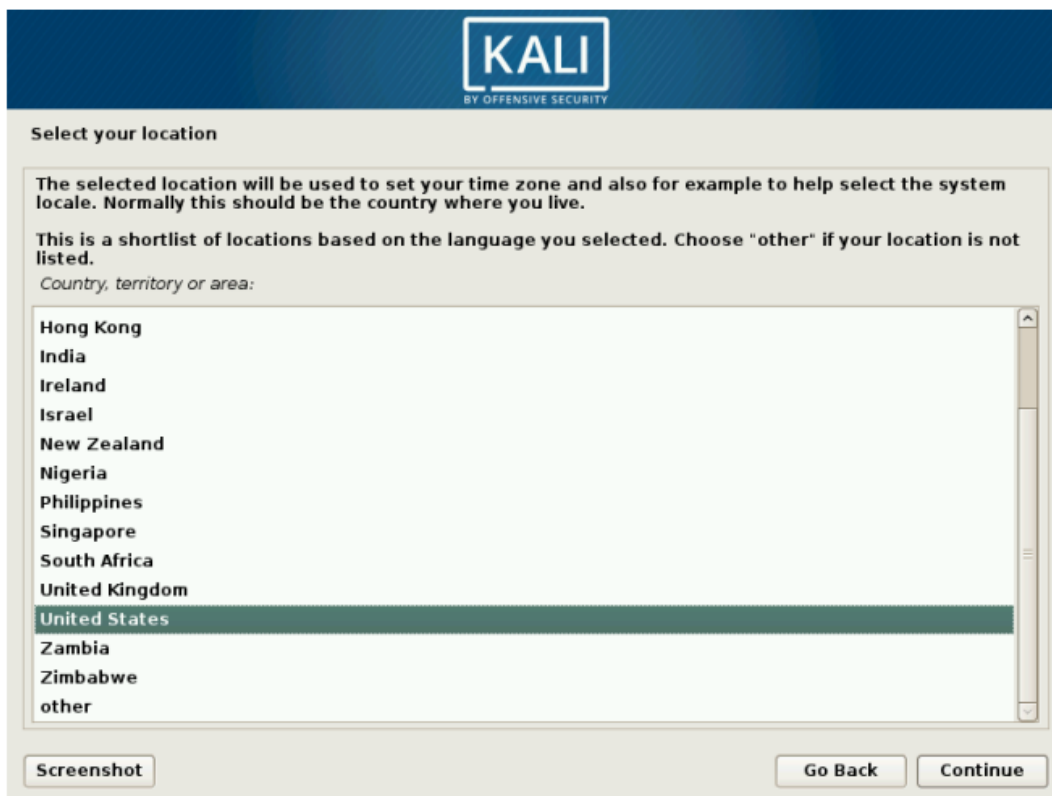 KALI
BY OFFENSIVE SECURITY
Select your location
The selected location will be used to set your time zone and also for example to help select the system
locale. Normally this should be the country where you live.
This is a shortlist of locations based on the language you selected. Choose "other" if your location is not
listed.
Country, territory or area:
Hong Kong
India
Ireland
Israel
New Zealand
Nigeria
Philippines
Singapore
South Africa
United Kingdom
United States
Zambia
Zimbabwe
other
Screenshot
Go Back
Continue